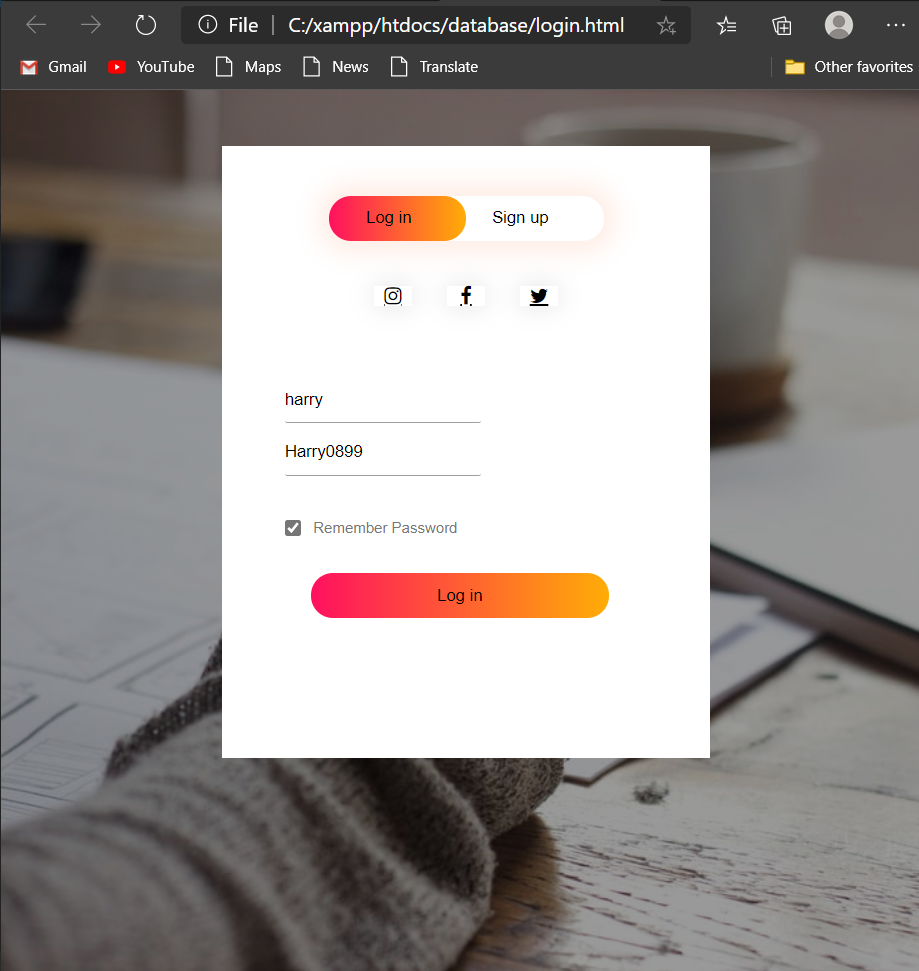 File C:/xampp/htdocs/database/login.html
Gmail YouTube Maps News Translate Other favorites
Log in Sign up
harry
Harry0899
Remember Password
Log in